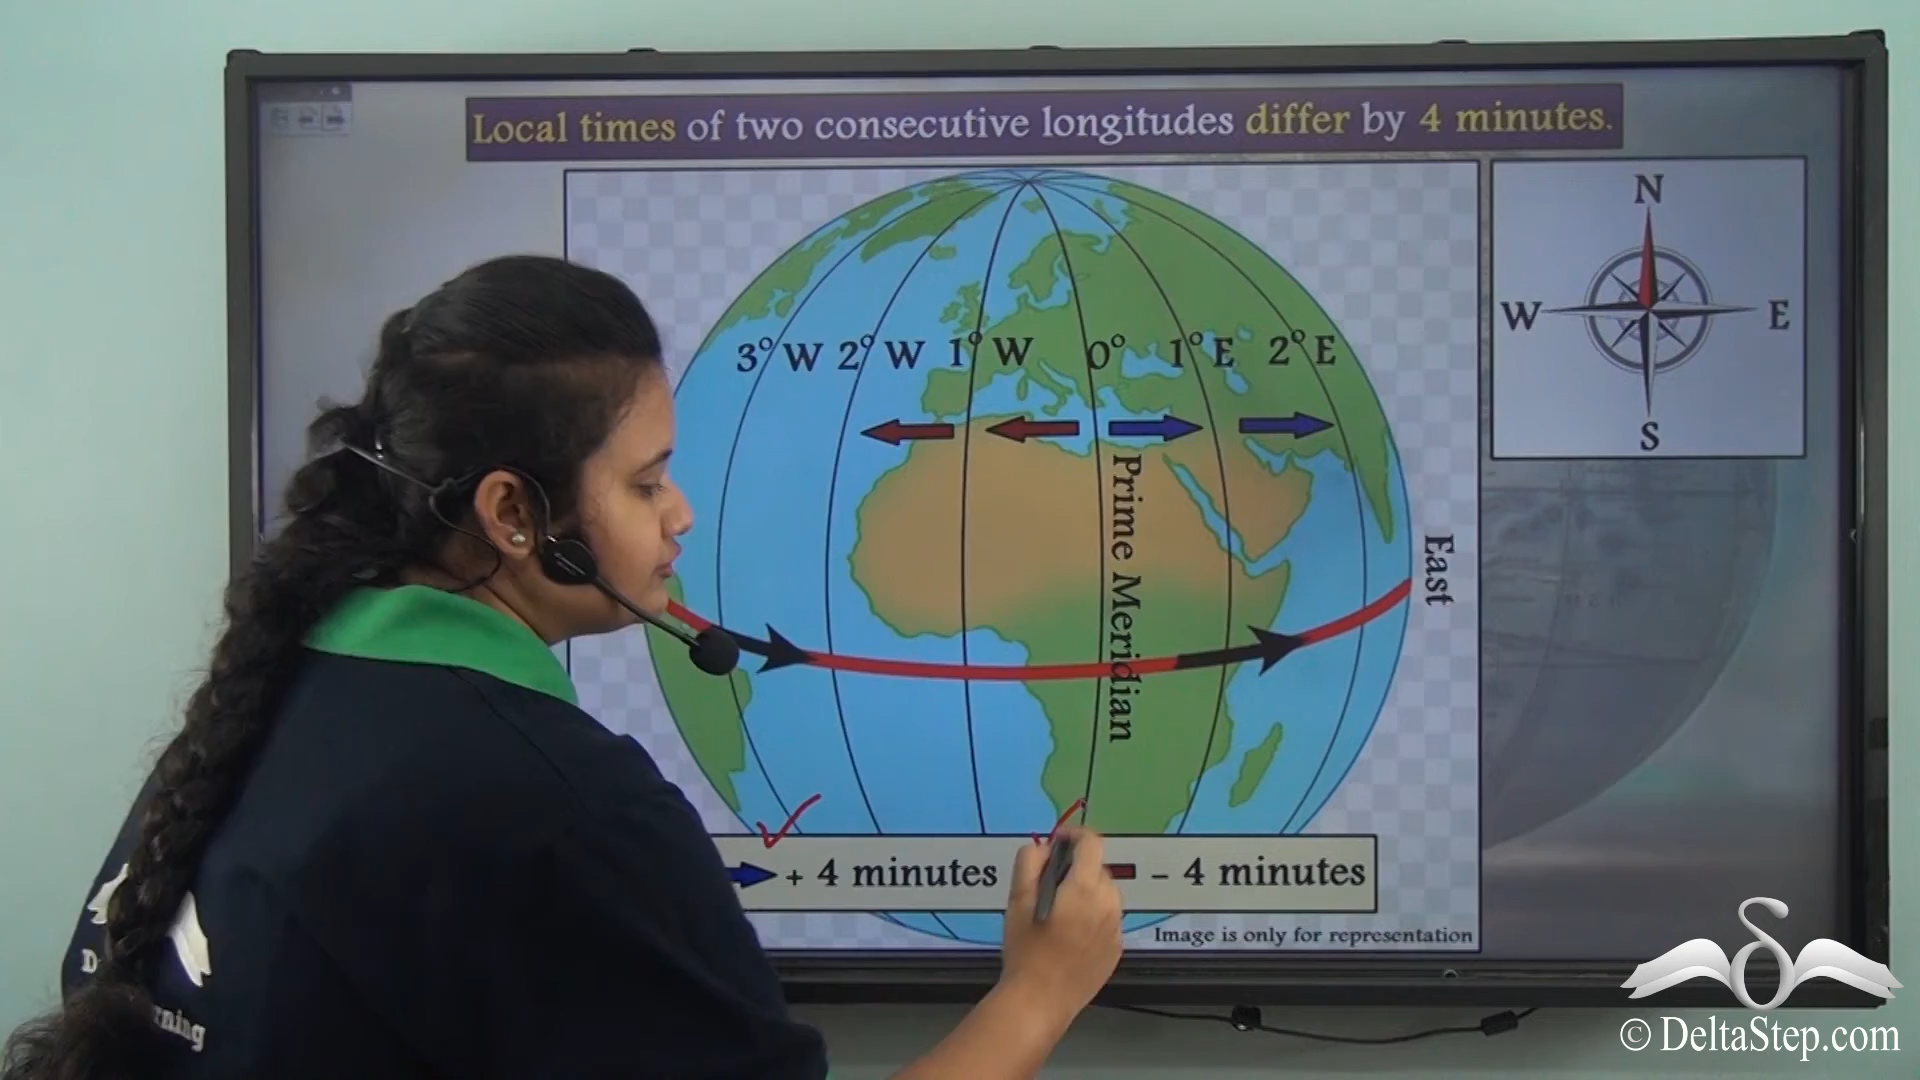 Local times of two consecutive longitudes differ by 4 minutes.
N
W E
S
3° W 2° W 1° W 0° 1° E 2° E
Prime Meridian
East
+ 4 minutes - 4 minutes
Image is only for representation
D
rning
© DeltaStep.com